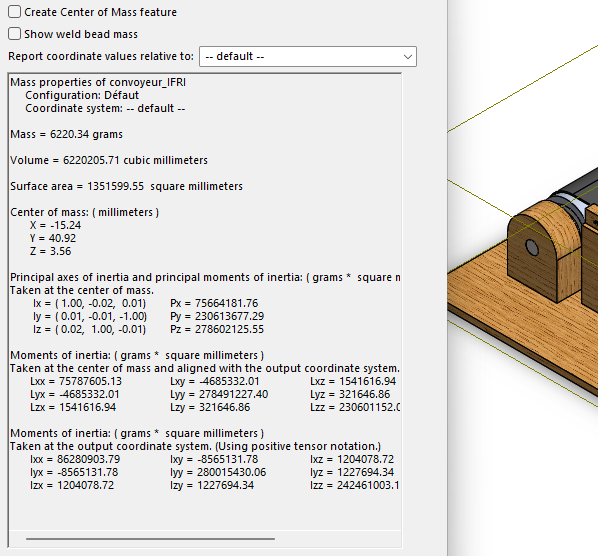 Create Center of Mass feature
Show weld bead mass
Report coordinate values relative to: -- default --
Mass properties of convoyeur_IFRI
Configuration: Défaut
Coordinate system: -- default --
Mass = 6220.34 grams
Volume = 6220205.71 cubic millimeters
Surface area = 1351599.55 square millimeters
Center of mass: ( millimeters )
X = -15.24
Y = 40.92
Z = 3.56
Principal axes of inertia and principal moments of inertia: ( grams * square m
Taken at the center of mass.
Ix = ( 1.00, -0.02, 0.01) Px = 75664181.76
Iy = ( 0.01, -0.01, -1.00) Py = 230613677.29
Iz = ( 0.02, 1.00, -0.01) Pz = 278602125.55
Moments of inertia: ( grams * square millimeters )
Taken at the center of mass and aligned with the output coordinate system.
Lxx = 75787605.13 Lxy = -4685332.01 Lxz = 1541616.94
Lyx = -4685332.01 Lyy = 278491227.40 Lyz = 321646.86
Lzx = 1541616.94 Lzy = 321646.86 Lzz = 230601152.0
Moments of inertia: ( grams * square millimeters )
Taken at the output coordinate system. (Using positive tensor notation.)
Ixx = 86280903.79 Ixy = -8565131.78 Ixz = 1204078.72
Iyx = -8565131.78 Iyy = 280015430.06 Iyz = 1227694.34
Izx = 1204078.72 Izy = 1227694.34 Izz = 242461003.1